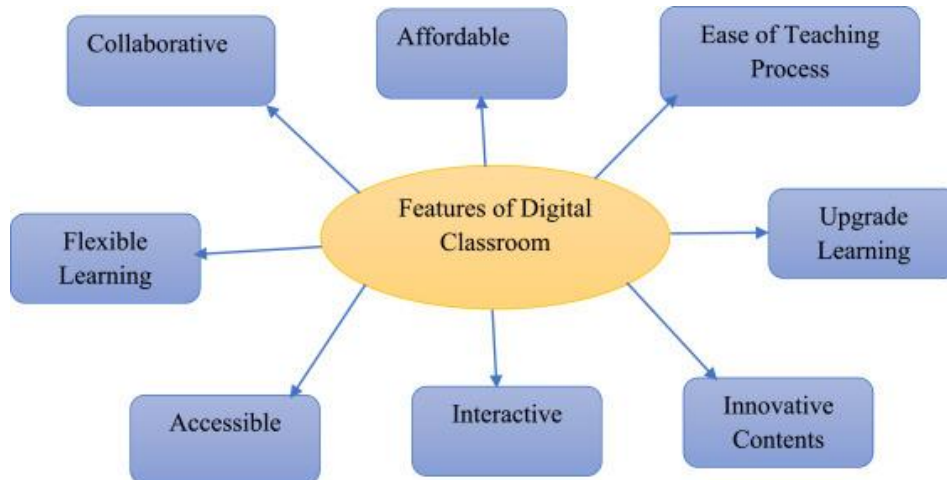 Collaborative
Affordable
Ease of Teaching
Process
Features of Digital
Classroom
Flexible
Learning
Upgrade
Learning
Accessible
Interactive
Innovative
Contents